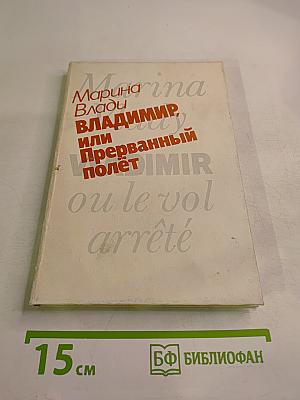 Marina
Vlady
VLADIMIR
ou le vol
arrêté
Марина
Влади
ВЛАДИМИР,
или
Прерванный
полёт
15 см
БФ БИБЛИОФАН